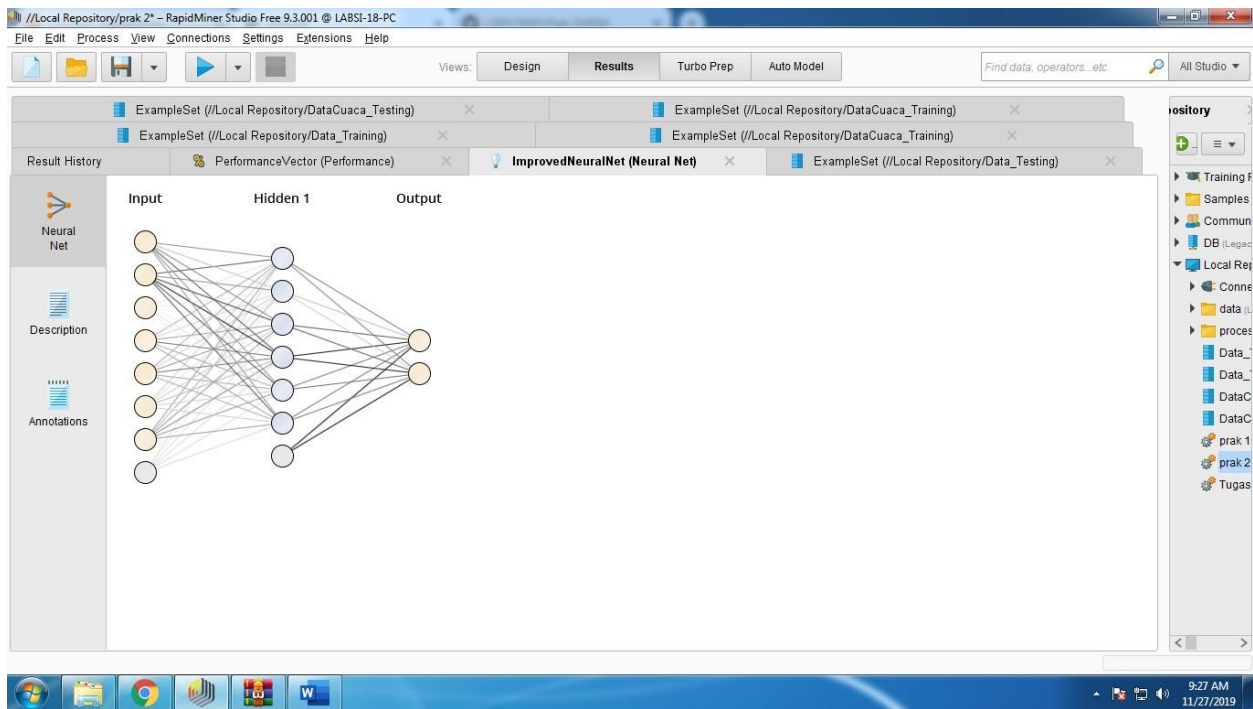 //Local Repository/prak 2* – RapidMiner Studio Free 9.3.001 @ LABSI-18-PC
File Edit Process View Connections Settings Extensions Help
Views: Design Results Turbo Prep Auto Model Find data, operators...etc All Studio
ExampleSet (//Local Repository/DataCuaca_Testing) ExampleSet (//Local Repository/DataCuaca_Training)
ExampleSet (//Local Repository/Data_Training) ExampleSet (//Local Repository/DataCuaca_Training)
Result History PerformanceVector (Performance) ImprovedNeuralNet (Neural Net) ExampleSet (//Local Repository/Data_Testing)
Input Hidden 1 Output
Neural
Net
Description
Annotations
pository
Training F
Samples
Commun
DB (Legac
Local Rep
Conne
data (L
proces
Data_T
Data_T
DataC
DataC
prak 1
prak 2
Tugas
W
9:27 AM
11/27/2019